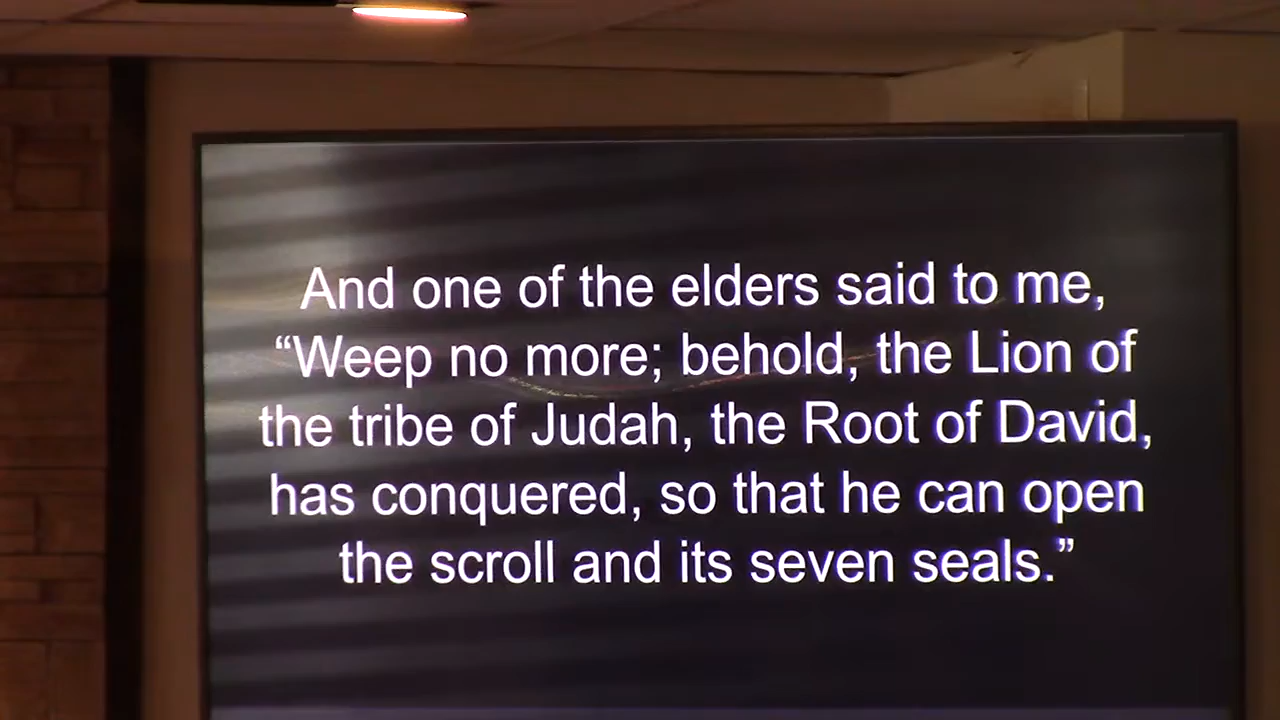 And one of the elders said to me,
“Weep no more; behold, the Lion of
the tribe of Judah, the Root of David,
has conquered, so that he can open
the scroll and its seven seals.”